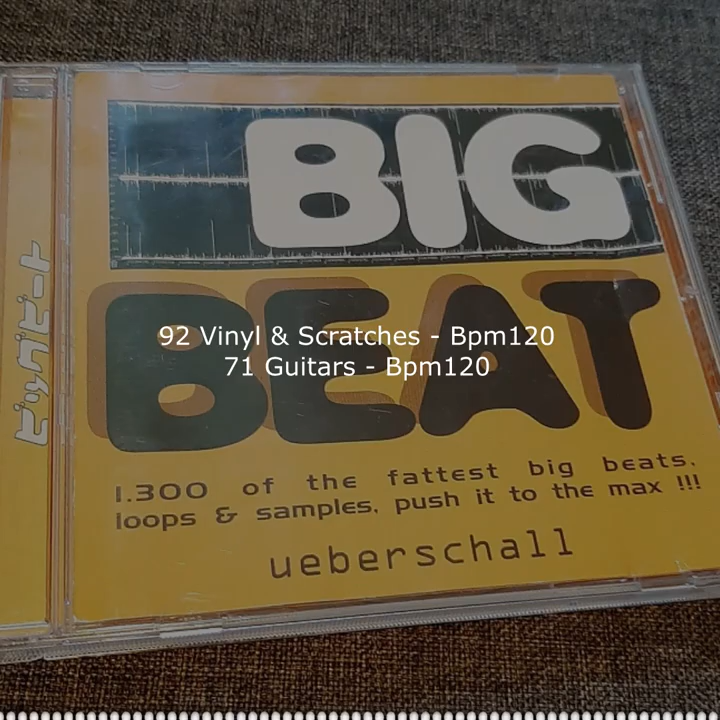 BIG
BEAT
92 Vinyl & Scratches - Bpm120
71 Guitars - Bpm120
1.300 of the fattest big beats,
loops & samples, push it to the max !!!
ueberschall
ビッグビート